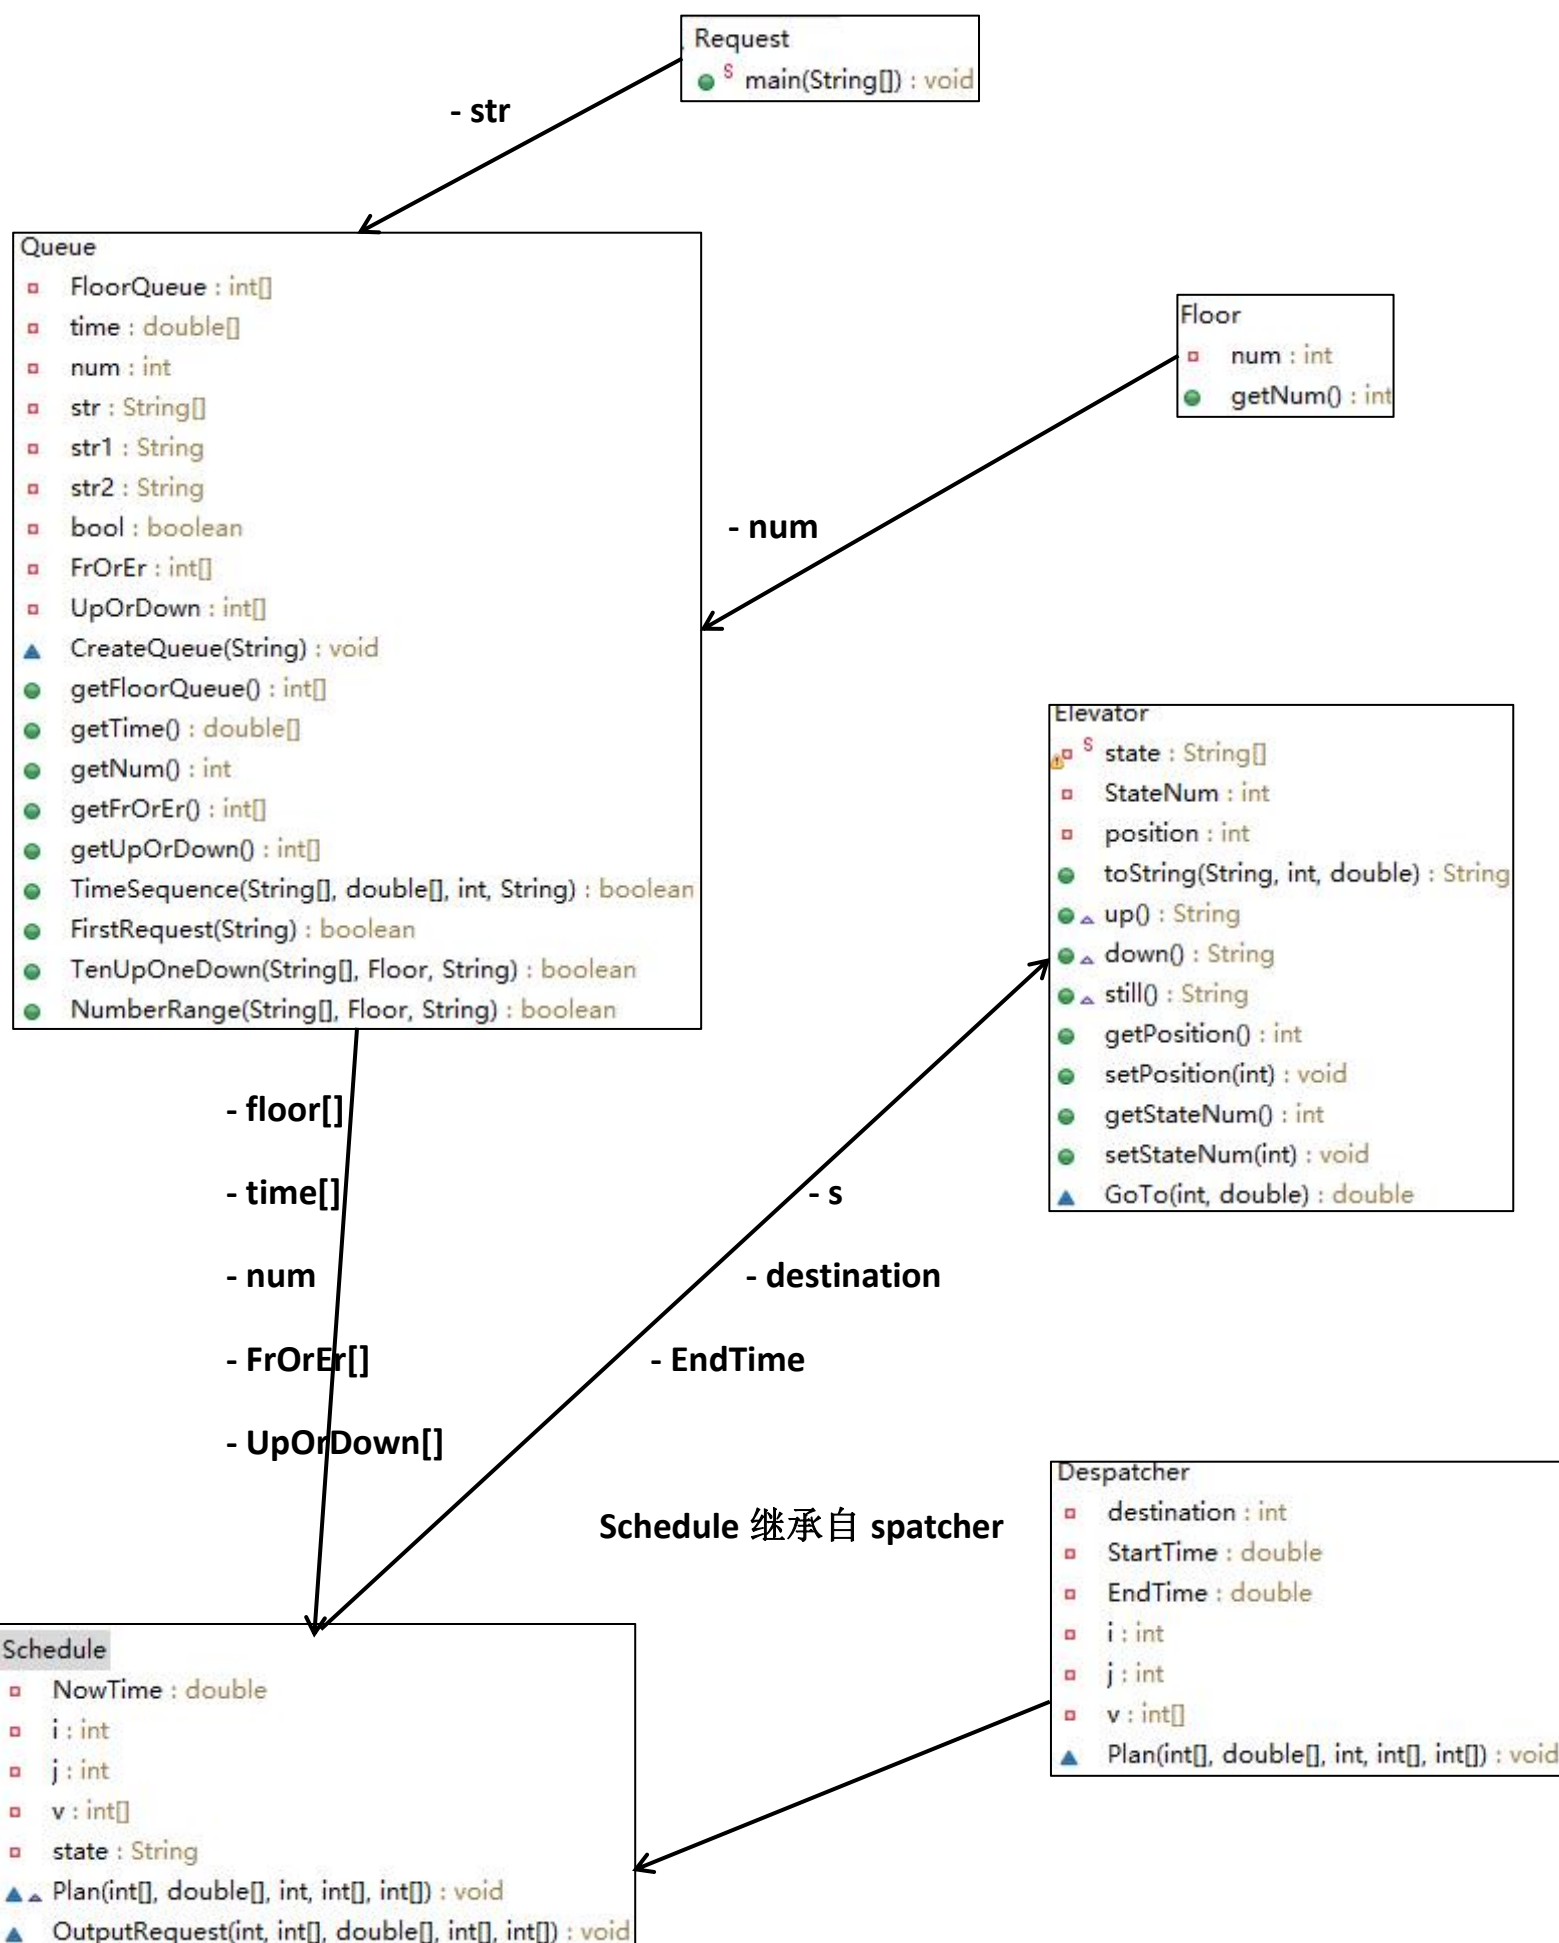 Request
S main(String[]) : void
- str
Queue
FloorQueue : int[]
time : double[]
num : int
str : String[]
str1 : String
str2 : String
bool : boolean
FrOrEr : int[]
UpOrDown : int[]
CreateQueue(String) : void
getFloorQueue() : int[]
getTime() : double[]
getNum() : int
getFrOrEr() : int[]
getUpOrDown() : int[]
TimeSequence(String[], double[], int, String) : boolean
FirstRequest(String) : boolean
TenUpOneDown(String[], Floor, String) : boolean
NumberRange(String[], Floor, String) : boolean
Floor
num : int
getNum() : int
- num
Elevator
S state : String[]
StateNum : int
position : int
toString(String, int, double) : String
up() : String
down() : String
still() : String
getPosition() : int
setPosition(int) : void
getStateNum() : int
setStateNum(int) : void
GoTo(int, double) : double
- floor[]
- time[]
- num
- FrOrEr[]
- UpOrDown[]
- s
- destination
- EndTime
Schedule 继承自 spatcher
Despatcher
destination : int
StartTime : double
EndTime : double
i : int
j : int
v : int[]
Plan(int[], double[], int, int[], int[]) : void
Schedule
NowTime : double
i : int
j : int
v : int[]
state : String
Plan(int[], double[], int, int[], int[]) : void
OutputRequest(int, int[], double[], int[], int[]) : void